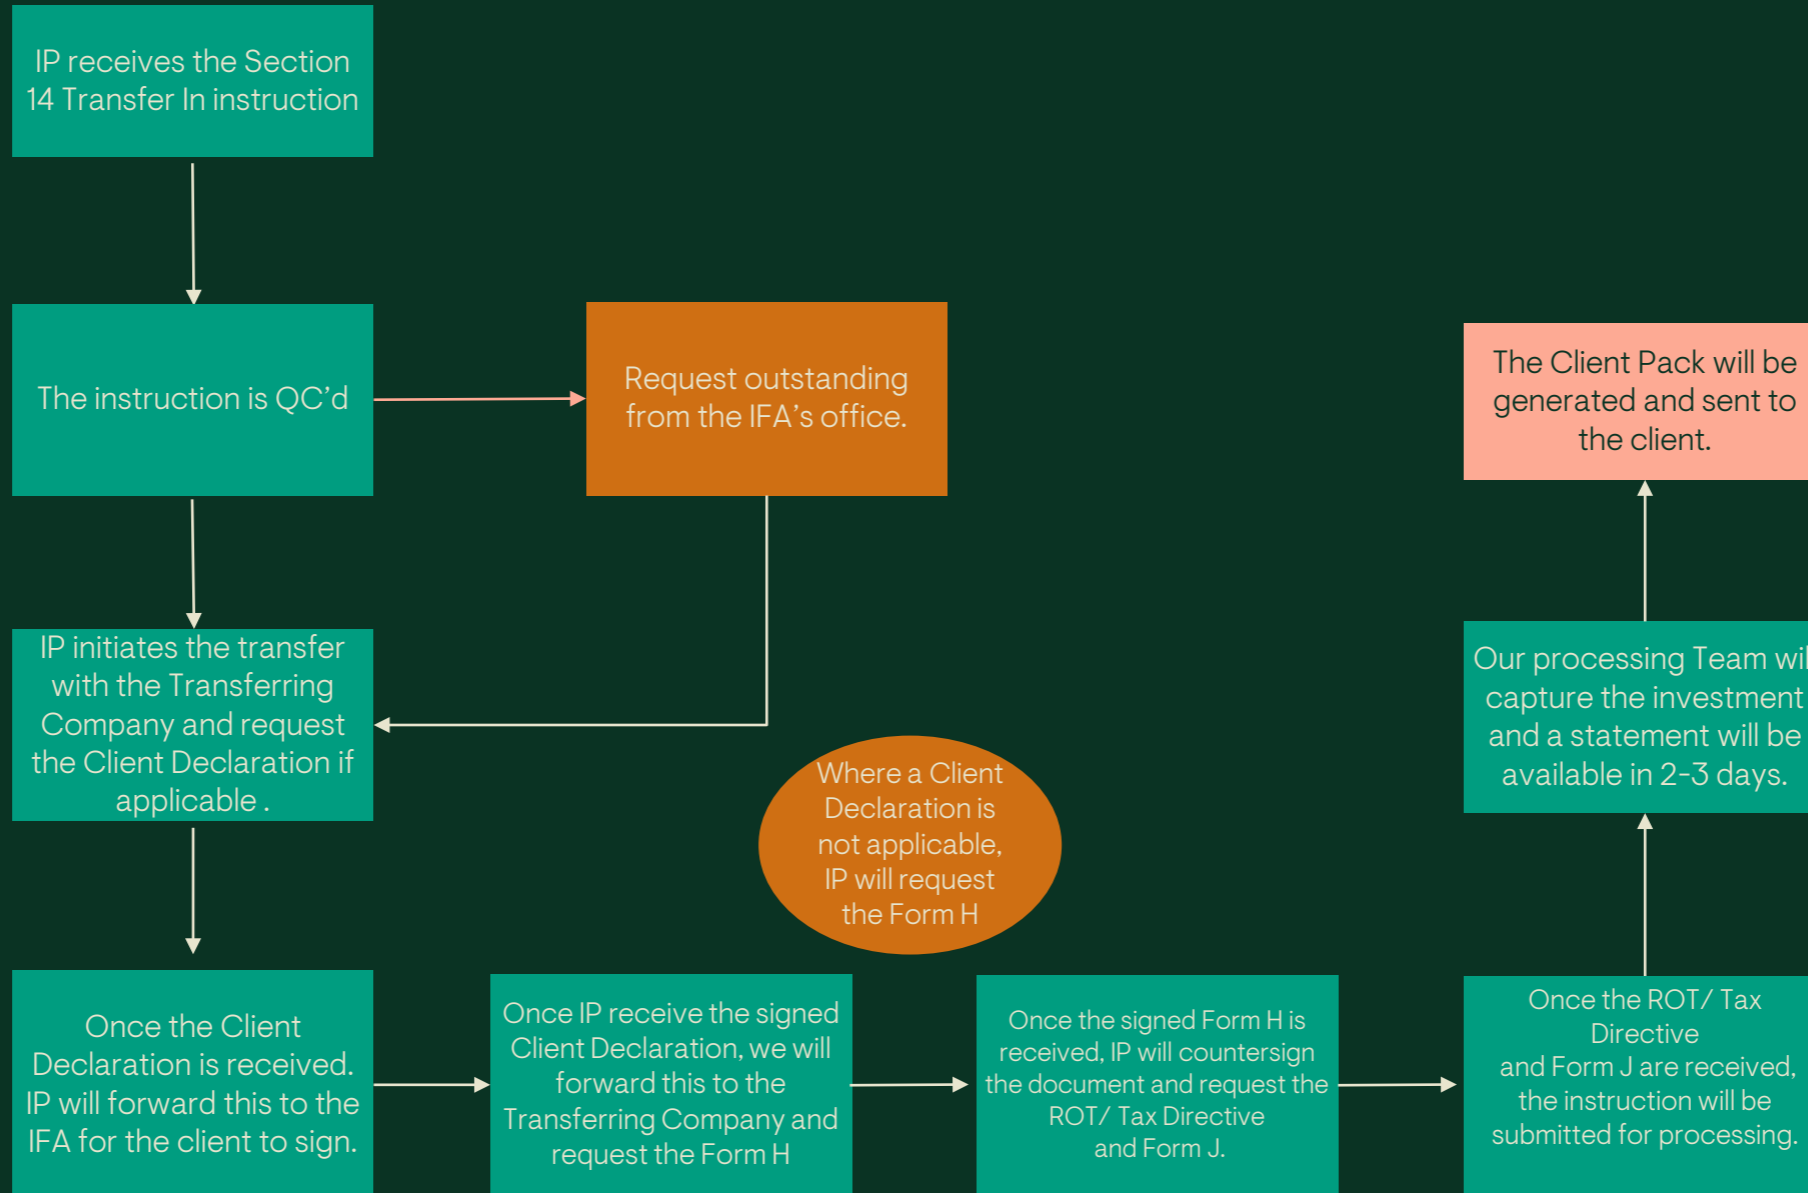 IP receives the Section
14 Transfer In instruction
The instruction is QC'd
Request outstanding
from the IFA's office.
IP initiates the transfer
with the Transferring
Company and request
the Client Declaration if
applicable .
Where a Client
Declaration is
not applicable,
IP will request
the Form H
Once the Client
Declaration is received.
IP will forward this to the
IFA for the client to sign.
Once IP receive the signed
Client Declaration, we will
forward this to the
Transferring Company and
request the Form H
Once the signed Form H is
received, IP will countersign
the document and request the
ROT/ Tax Directive
and Form J.
Once the ROT/ Tax
Directive
and Form J are received,
the instruction will be
submitted for processing.
Our processing Team wil
capture the investment
and a statement will be
available in 2-3 days.
The Client Pack will be
generated and sent to
the client.